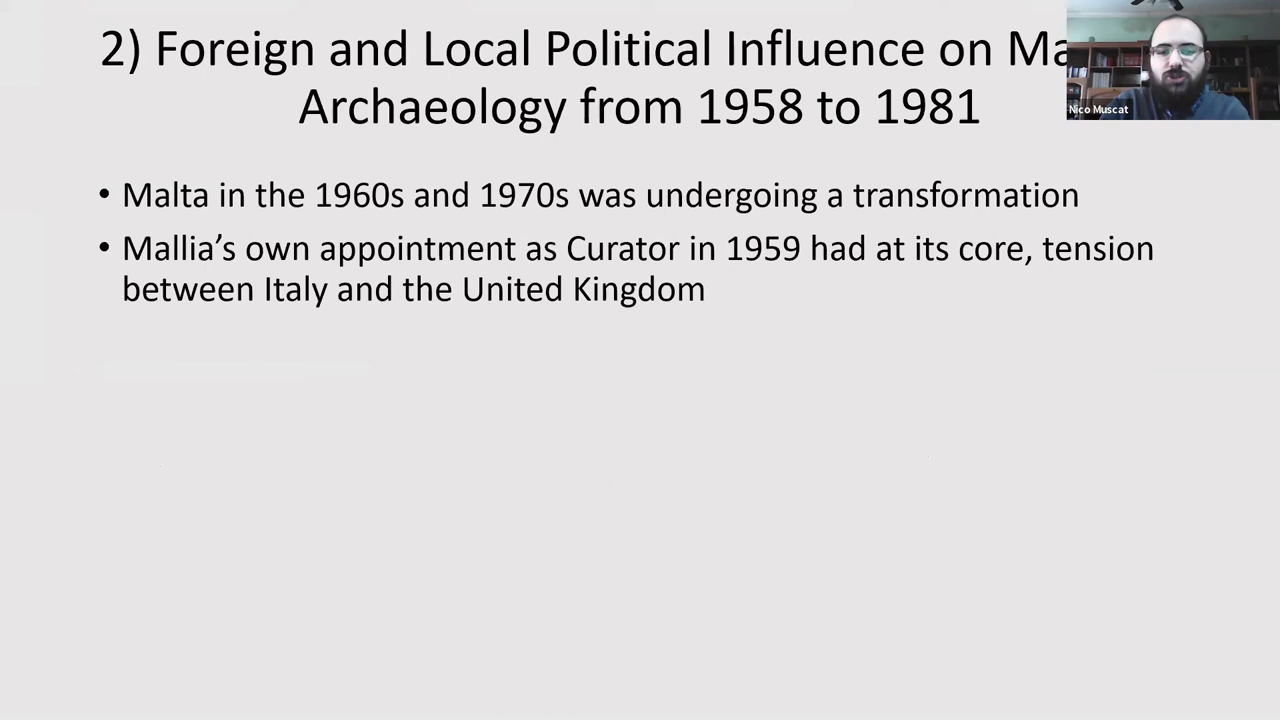 2) Foreign and Local Political Influence on
Archaeology from 1958 to 1981
Nico Muscat
• Malta in the 1960s and 1970s was undergoing a transformation
• Mallia’s own appointment as Curator in 1959 had at its core, tension
between Italy and the United Kingdom